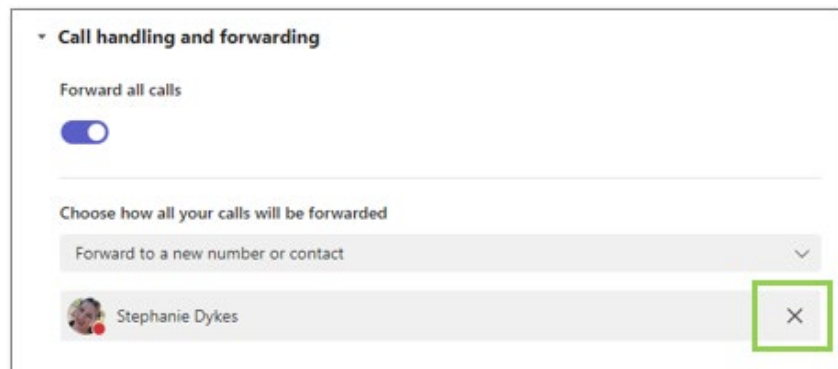 Call handling and forwarding
Forward all calls
Choose how all your calls will be forwarded
Forward to a new number or contact
Stephanie Dykes